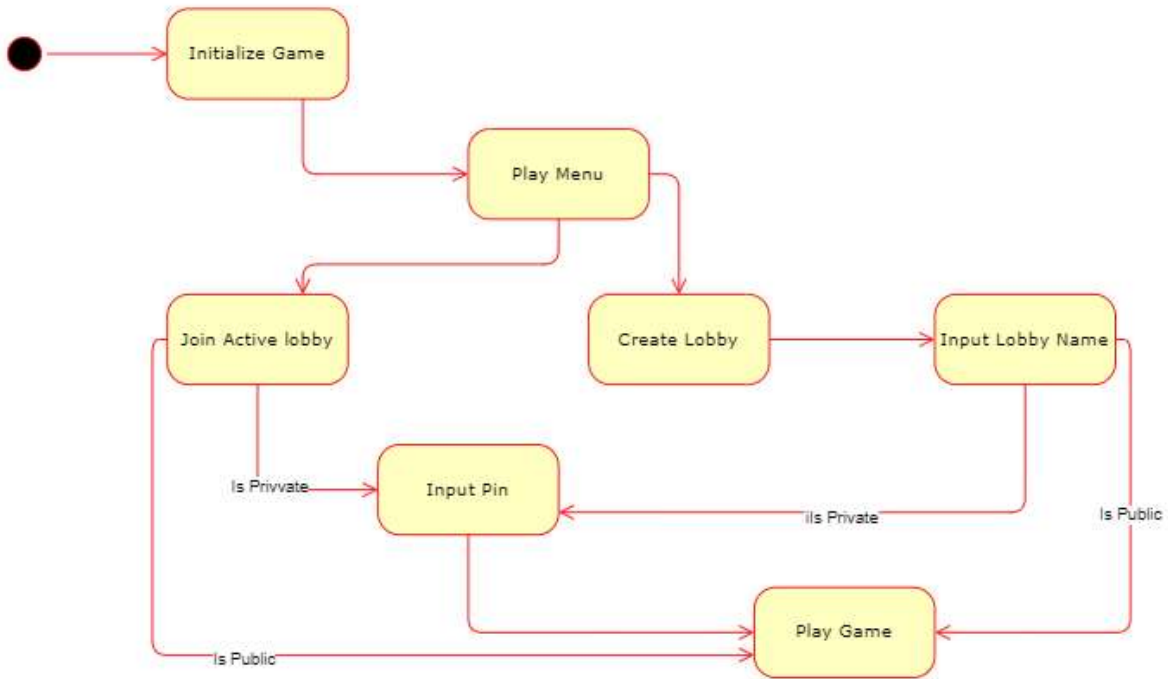 Initialize Game
Play Menu
Join Active lobby
Create Lobby
Input Lobby Name
Is Privvate
Input Pin
iIs Private
Is Public
Play Game
Is Public